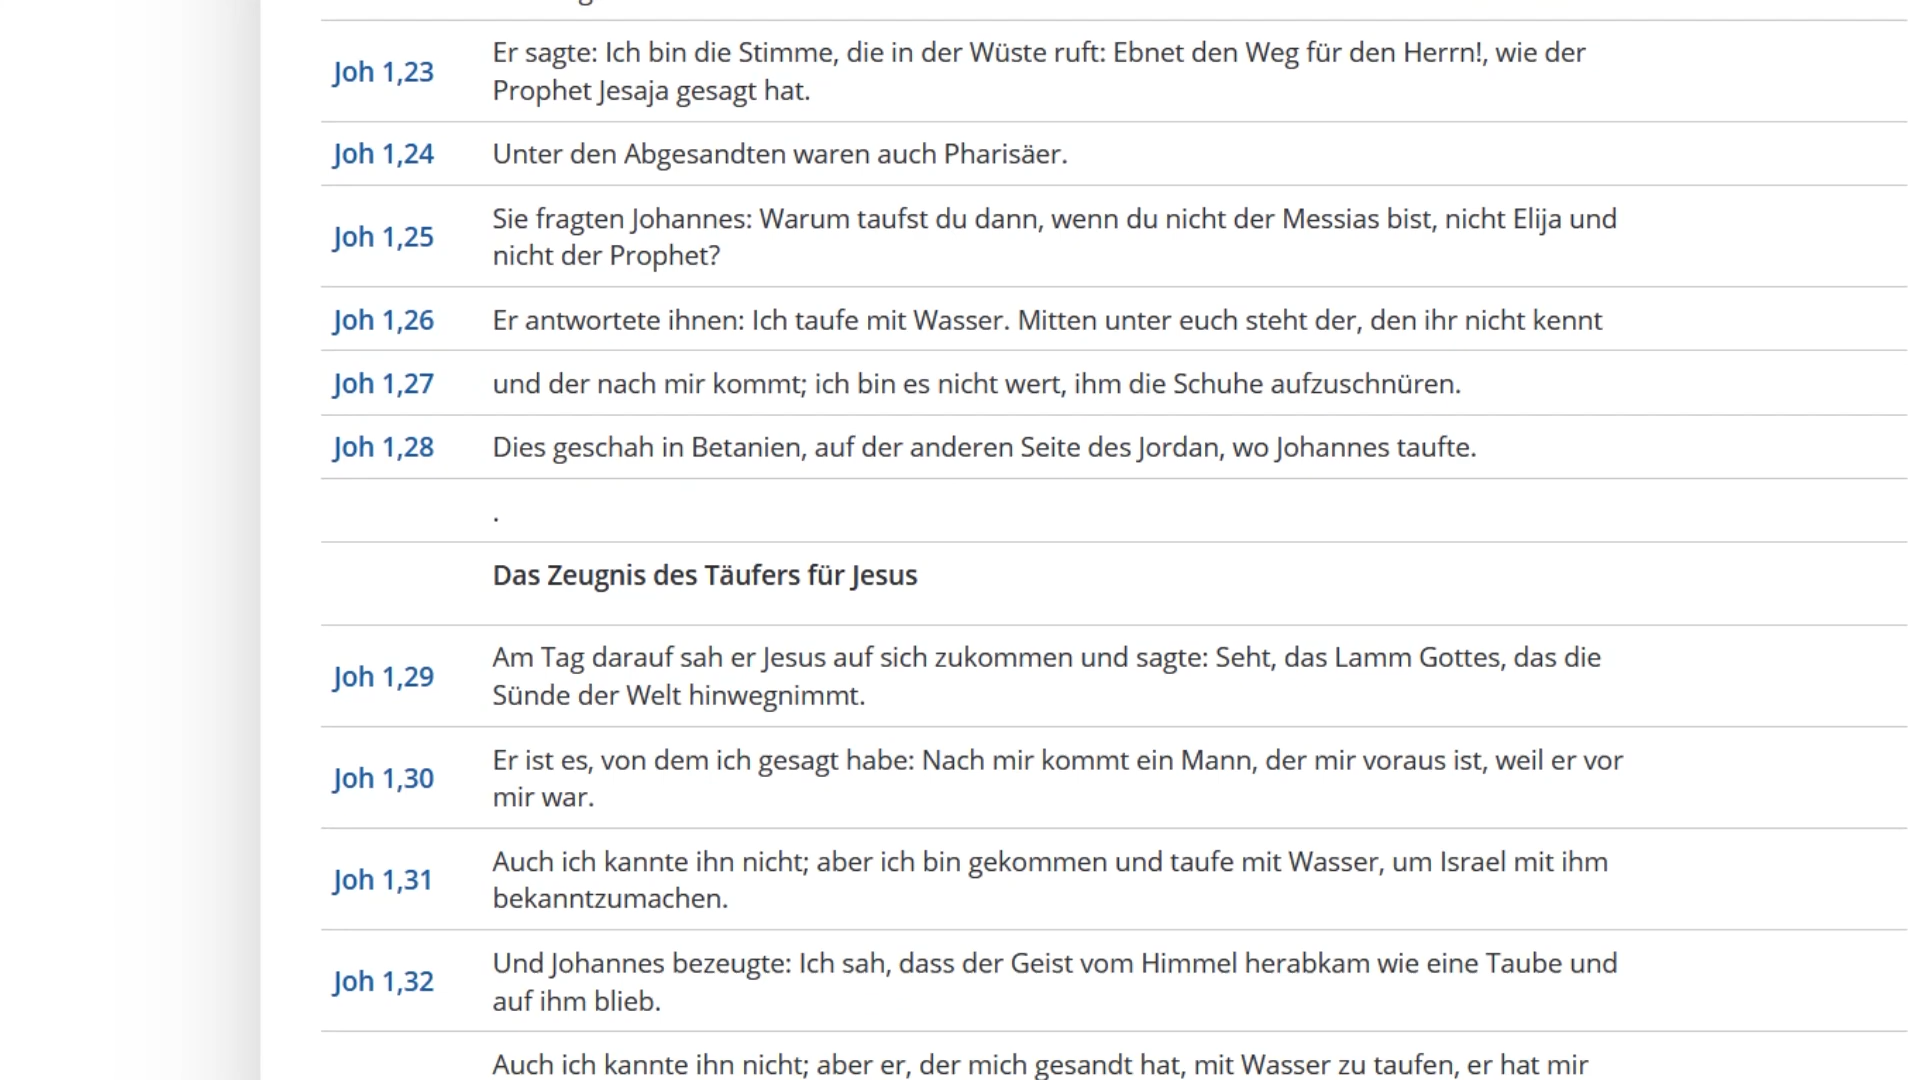 Joh 1,23
Er sagte: Ich bin die Stimme, die in der Wüste ruft: Ebnet den Weg für den Herrn!, wie der
Prophet Jesaja gesagt hat.
Joh 1,24
Unter den Abgesandten waren auch Pharisäer.
Joh 1,25
Sie fragten Johannes: Warum taufst du dann, wenn du nicht der Messias bist, nicht Elija und
nicht der Prophet?
Joh 1,26
Er antwortete ihnen: Ich taufe mit Wasser. Mitten unter euch steht der, den ihr nicht kennt
Joh 1,27
und der nach mir kommt; ich bin es nicht wert, ihm die Schuhe aufzuschnüren.
Joh 1,28
Dies geschah in Betanien, auf der anderen Seite des Jordan, wo Johannes taufte.
.
Das Zeugnis des Täufers für Jesus
Joh 1,29
Am Tag darauf sah er Jesus auf sich zukommen und sagte: Seht, das Lamm Gottes, das die
Sünde der Welt hinwegnimmt.
Joh 1,30
Er ist es, von dem ich gesagt habe: Nach mir kommt ein Mann, der mir voraus ist, weil er vor
mir war.
Joh 1,31
Auch ich kannte ihn nicht; aber ich bin gekommen und taufe mit Wasser, um Israel mit ihm
bekanntzumachen.
Joh 1,32
Und Johannes bezeugte: Ich sah, dass der Geist vom Himmel herabkam wie eine Taube und
auf ihm blieb.
Auch ich kannte ihn nicht; aber er, der mich gesandt hat, mit Wasser zu taufen, er hat mir